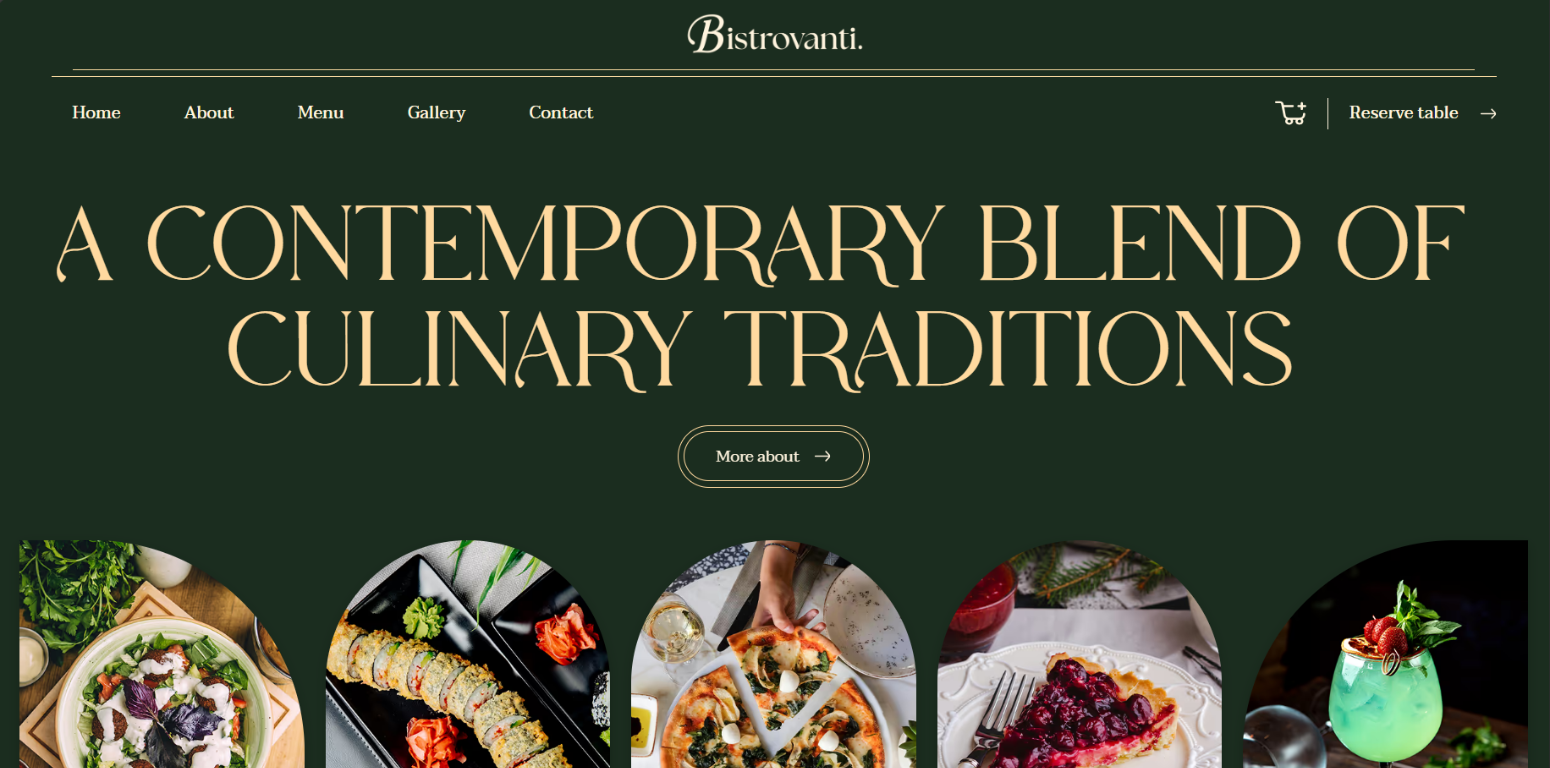 Bistrovanti.
Home About Menu Gallery Contact Reserve table
A CONTEMPORARY BLEND OF
CULINARY TRADITIONS
More about